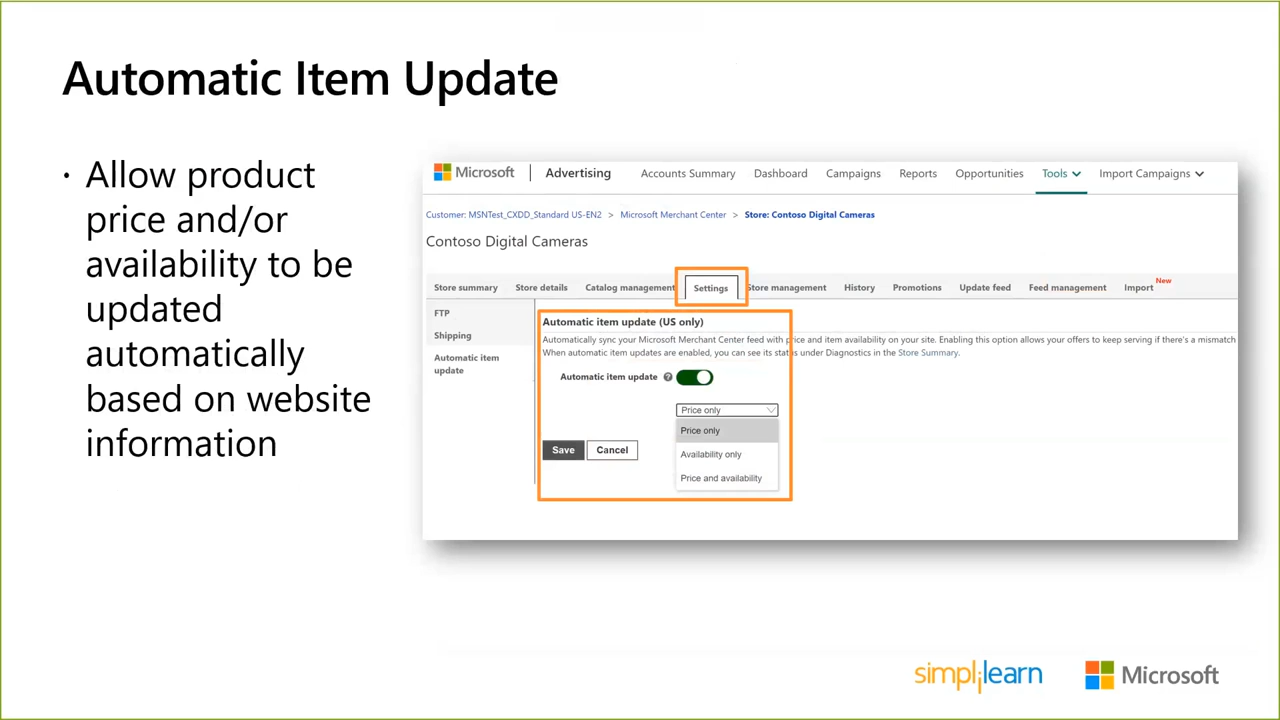 Automatic Item Update
· Allow product
price and/or
availability to be
updated
automatically
based on website
information
Microsoft | Advertising Accounts Summary Dashboard Campaigns Reports Opportunities Tools Import Campaigns
Customer: MSNTest_CXDD_Standard US-EN2 > Microsoft Merchant Center > Store: Contoso Digital Cameras
Contoso Digital Cameras
Store summary Store details Catalog management Settings Store management History Promotions Update feed Feed management Import New
FTP
Shipping
Automatic item
update
Automatic item update (US only)
Automatically sync your Microsoft Merchant Center feed with price and item availability on your site. Enabling this option allows your offers to keep serving if there's a mismatch
When automatic item updates are enabled, you can see its status under Diagnostics in the Store Summary.
Automatic item update ?
Price only
Price only
Availability only
Price and availability
Save Cancel
simplilearn Microsoft